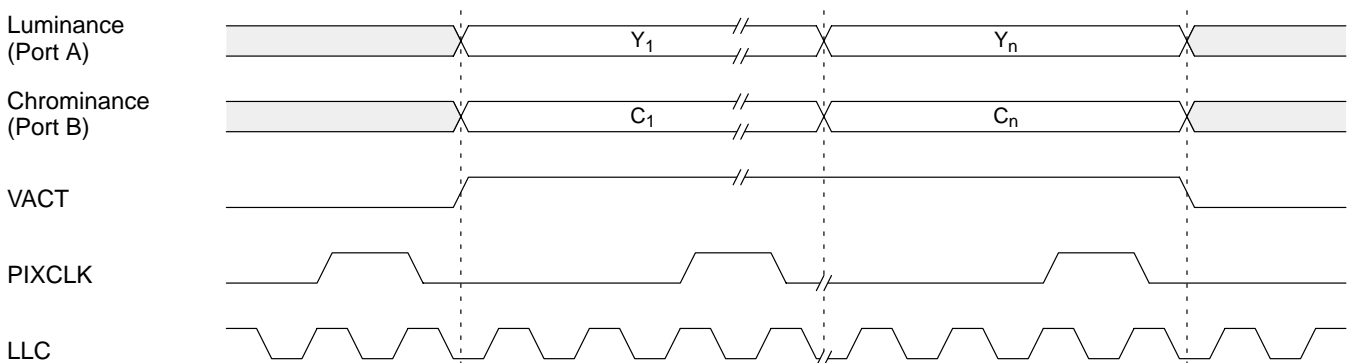 Luminance
(Port A)
Y1
Yn
Chrominance
(Port B)
C1
Cn
VACT
PIXCLK
LLC